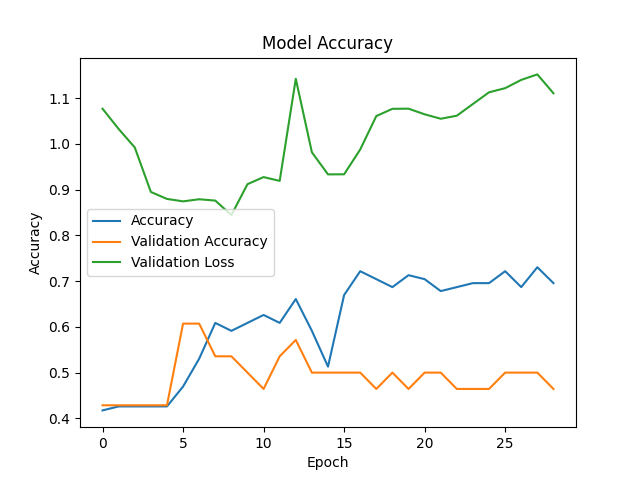 Model Accuracy
Accuracy
1.1
1.0
0.9
0.8
0.7
0.6
0.5
0.4
Accuracy
Validation Accuracy
Validation Loss
0 5 10 15 20 25
Epoch